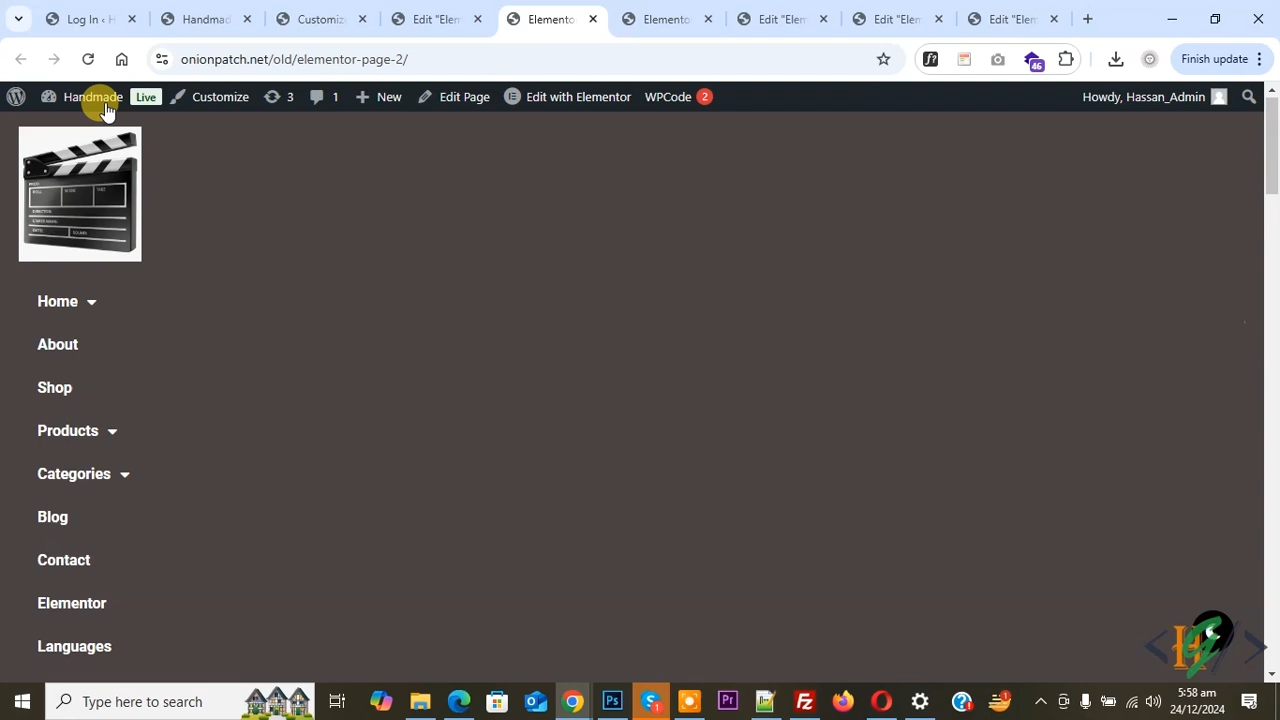 Log In ‹ H
Handmad
Customiz
Edit "Elem
Elemento
Elemento
Edit "Elem
Edit "Elem
Edit "Elem
onionpatch.net/old/elementor-page-2/
46
Finish update
Handmade
Live
Customize
3
1
New
Edit Page
Edit with Elementor
WPCode 2
Howdy, Hassan_Admin
Home
About
Shop
Products
Categories
Blog
Contact
Elementor
Languages
Type here to search
5:58 am
24/12/2024